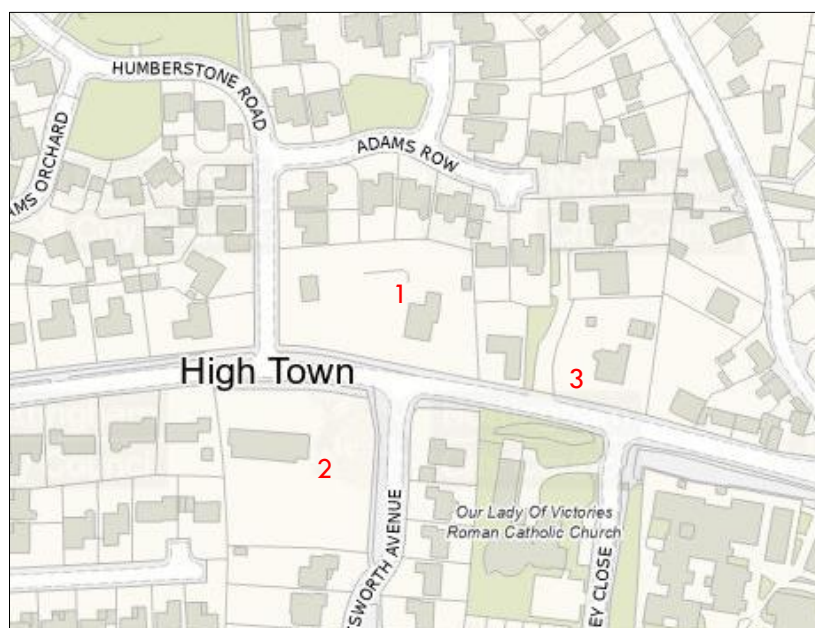 HUMBERSTONE ROAD
AMS ORCHARD
ADAMS ROW
1
High Town
3
2
Our Lady Of Victories
Roman Catholic Church
SWORTH AVENUE
EY CLOSE